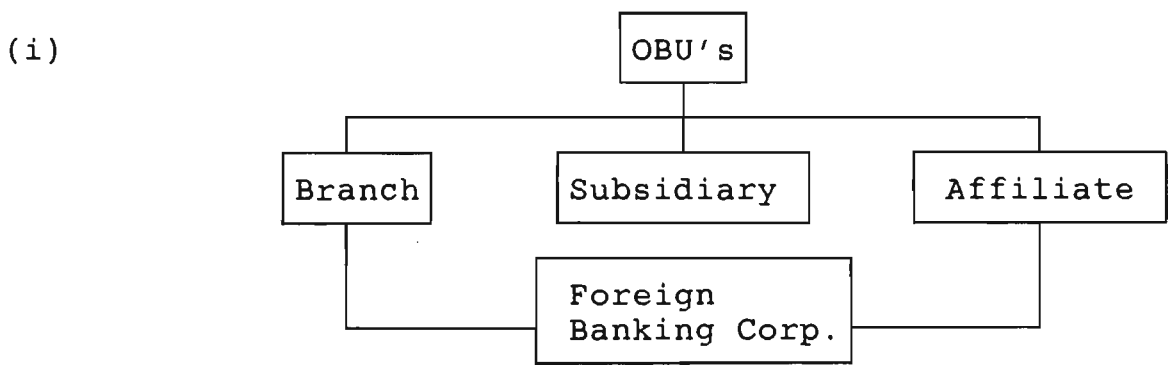 (i)
OBU's
Branch
Subsidiary
Affiliate
Foreign
Banking Corp.